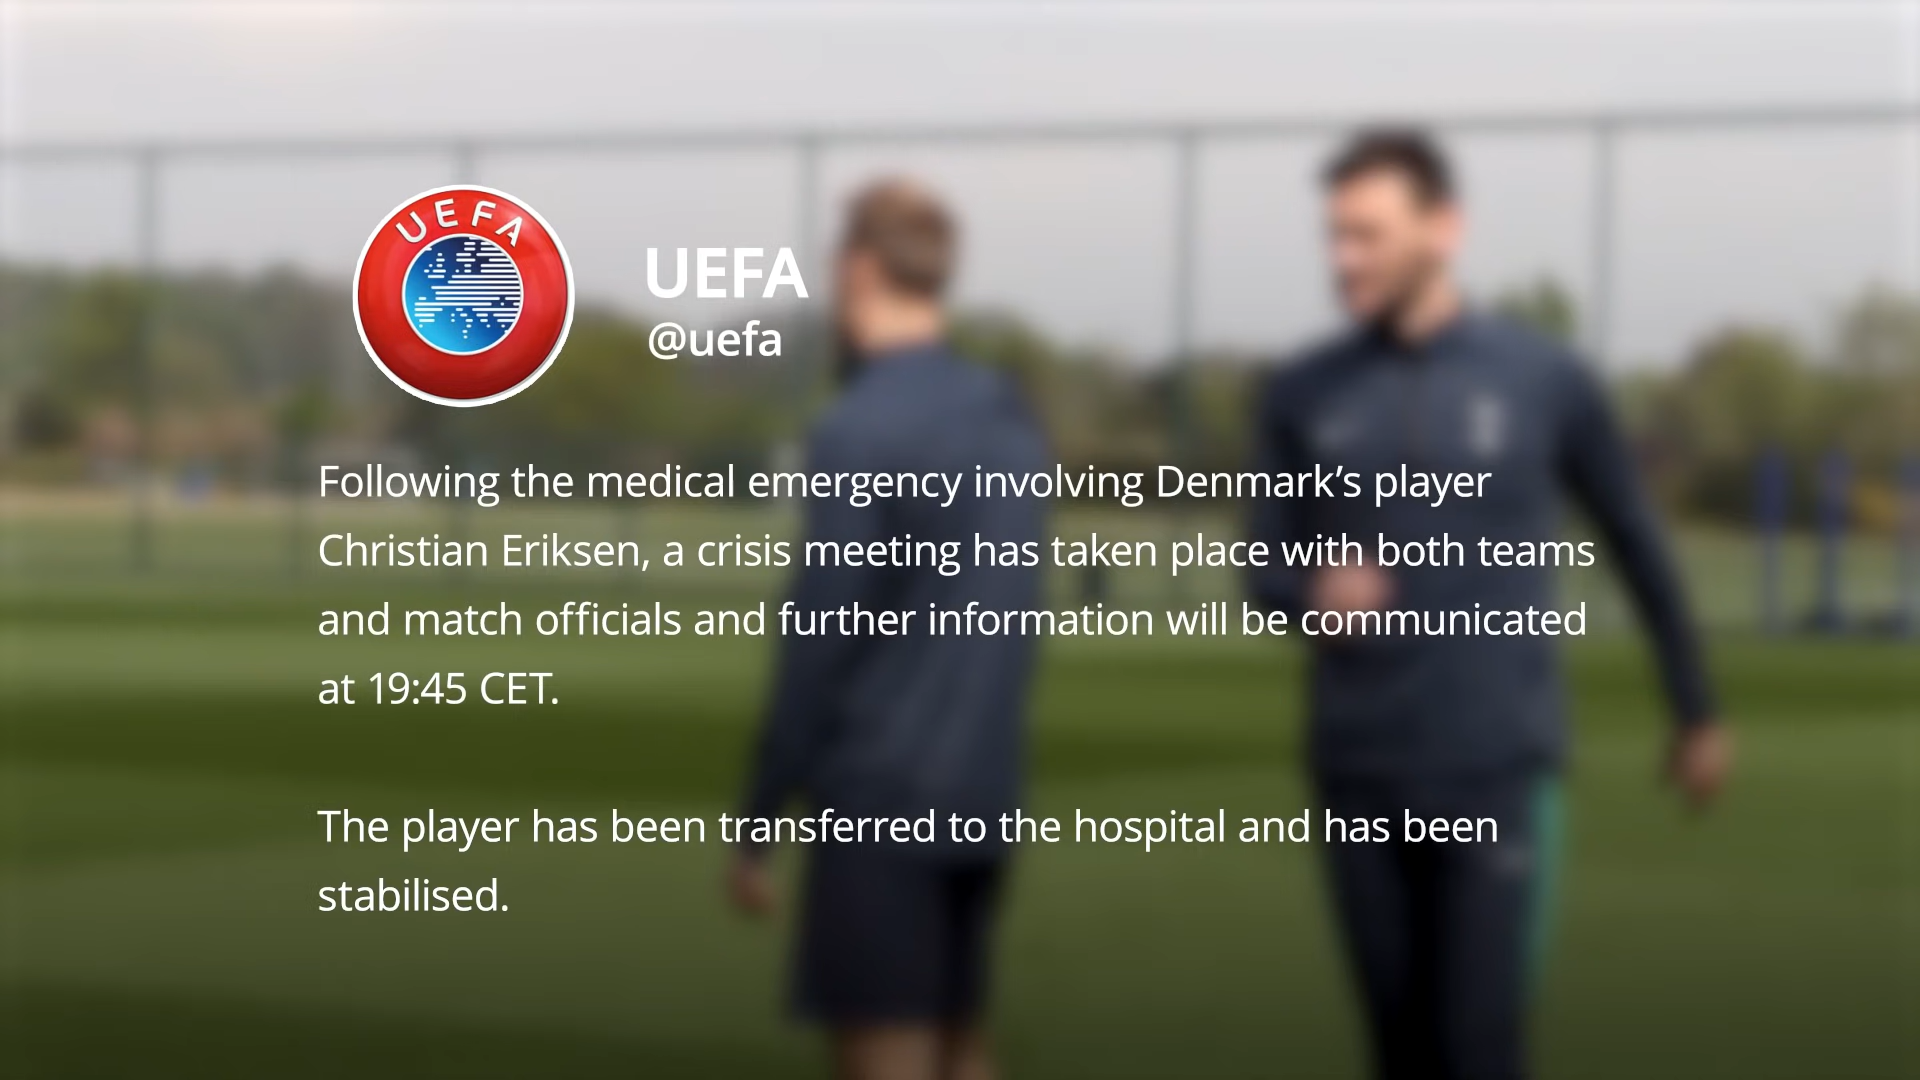 UEFA
UEFA
@uefa
Following the medical emergency involving Denmark’s player
Christian Eriksen, a crisis meeting has taken place with both teams
and match officials and further information will be communicated
at 19:45 CET.
The player has been transferred to the hospital and has been
stabilised.